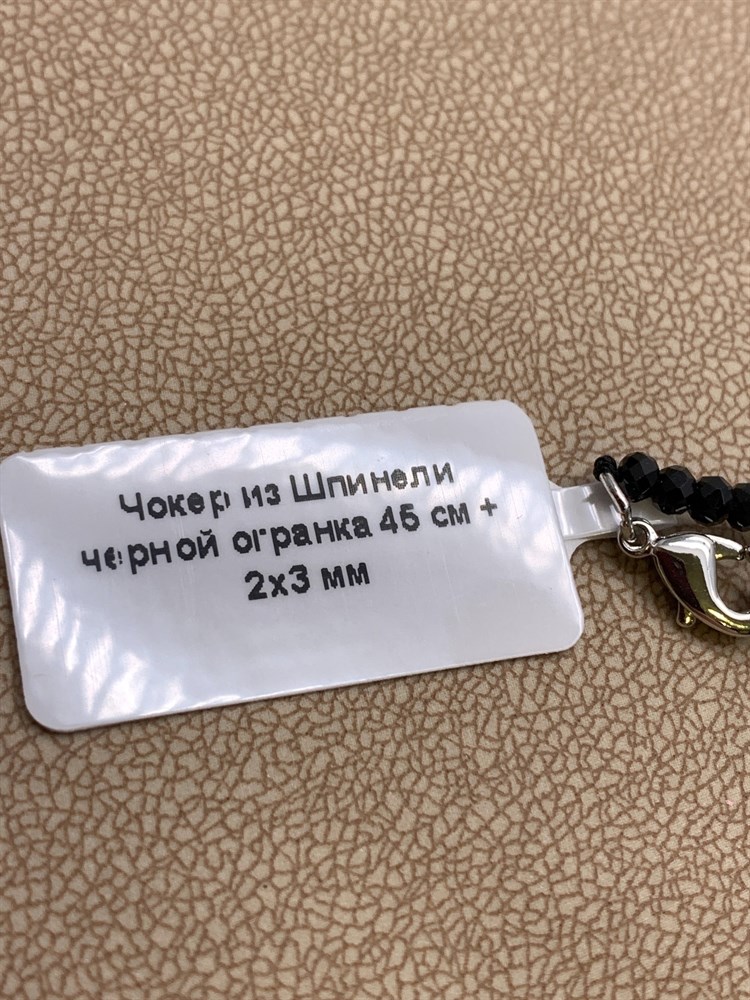 Чокер из Шпинели
черной огранка 45 см +
2х3 мм